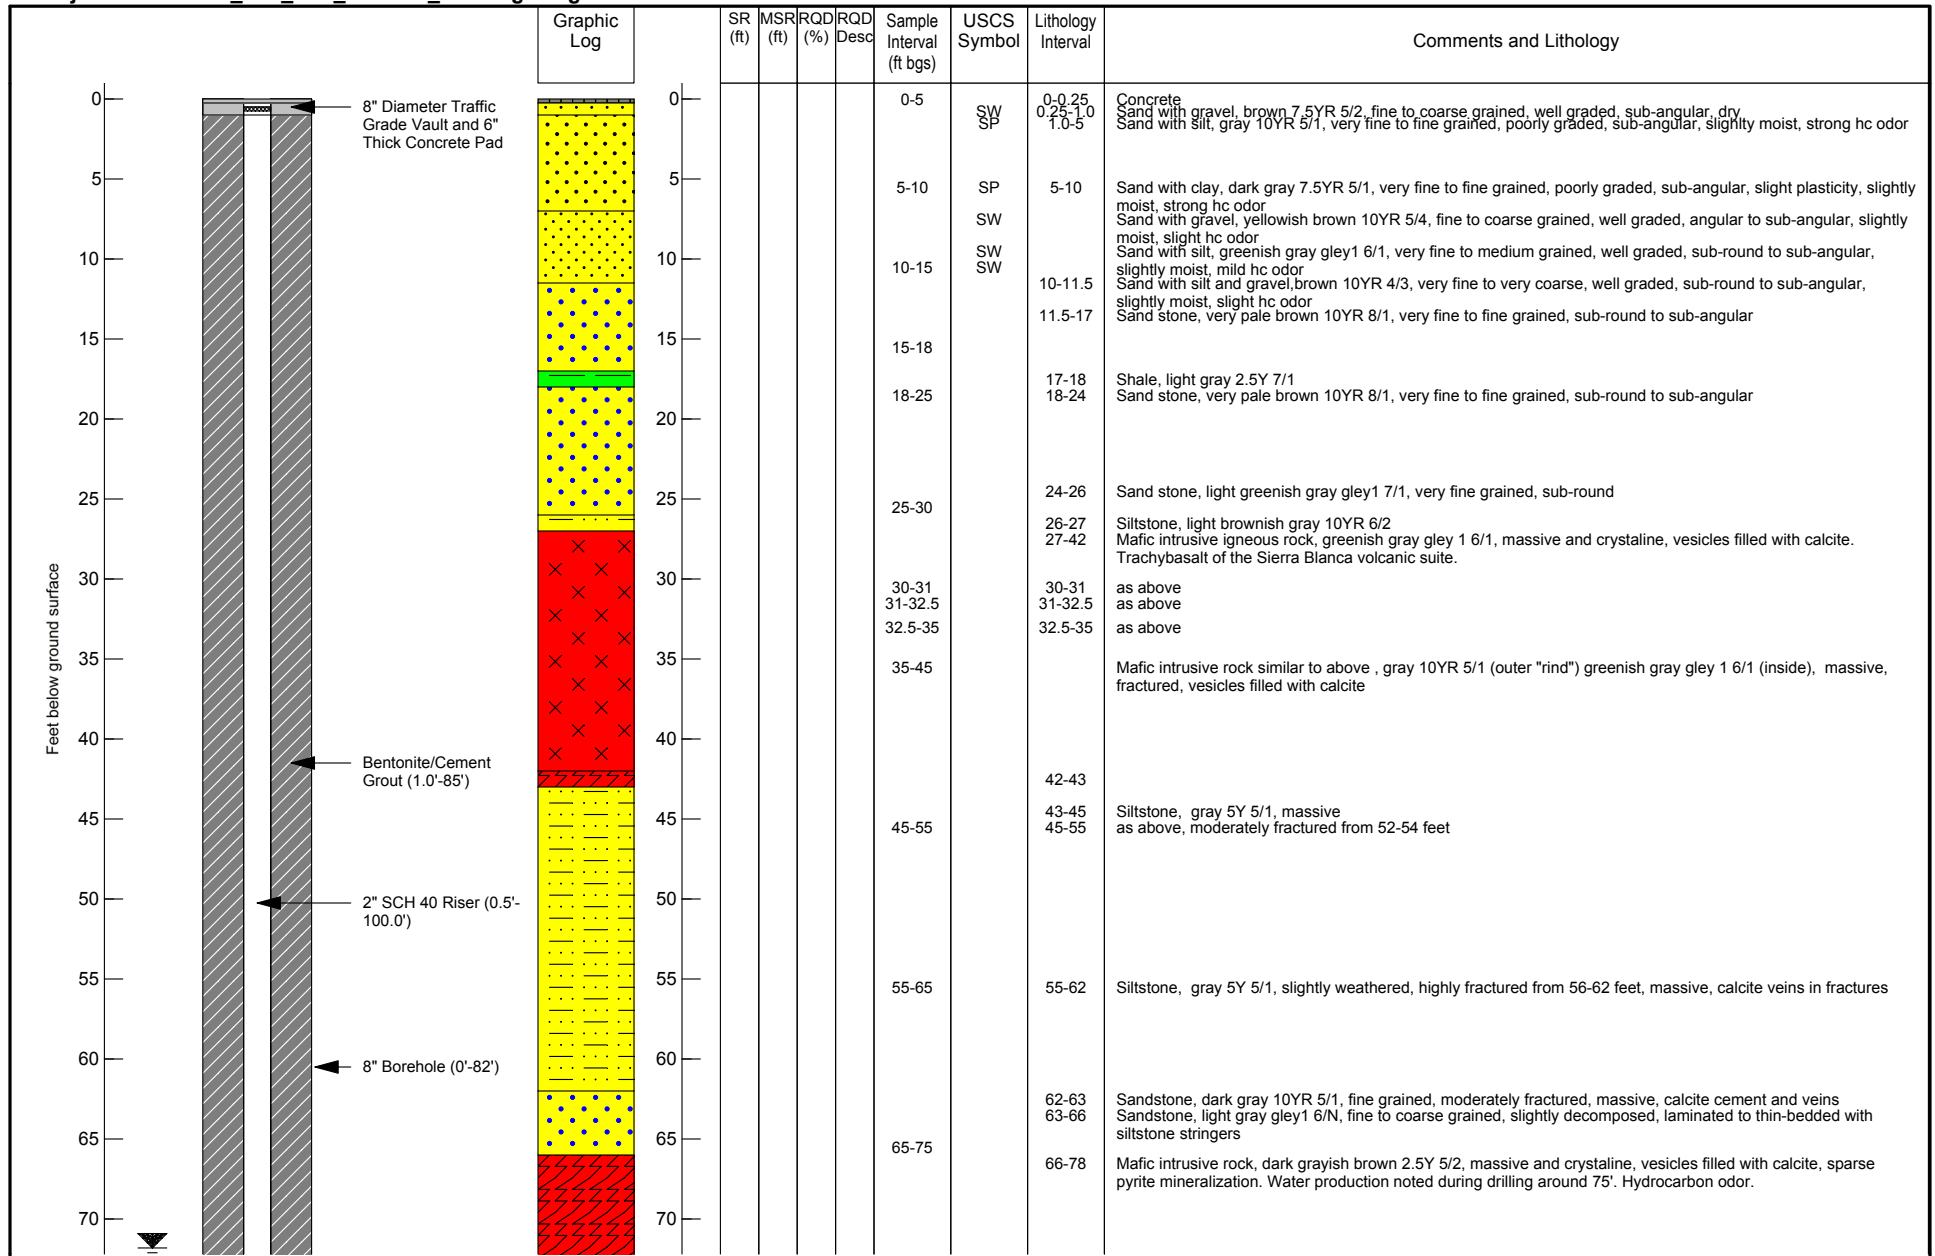 Graphic
Log
SR
(ft)
MSR
(ft)
RQD
(%)
RQD
Desc
Sample
Interval
(ft bgs)
USCS
Symbol
Lithology
Interval
Comments and Lithology
Feet below ground surface
0
5
10
15
20
25
30
35
40
45
50
55
60
65
70
8" Diameter Traffic
Grade Vault and 6"
Thick Concrete Pad
Bentonite/Cement
Grout (1.0'-85')
2" SCH 40 Riser (0.5'-
100.0')
8" Borehole (0'-82')
0
5
10
15
20
25
30
35
40
45
50
55
60
65
70
0-5 0-0.25 Concrete
SW 0.25-1.0 Sand with gravel, brown 7.5YR 5/2, fine to coarse grained, well graded, sub-angular, dry
SP 1.0-5 Sand with silt, gray 10YR 5/1, very fine to fine grained, poorly graded, sub-angular, slighlty moist, strong hc odor
5-10 SP 5-10 Sand with clay, dark gray 7.5YR 5/1, very fine to fine grained, poorly graded, sub-angular, slight plasticity, slightly
moist, strong hc odor
SW Sand with gravel, yellowish brown 10YR 5/4, fine to coarse grained, well graded, angular to sub-angular, slightly
moist, slight hc odor
SW Sand with silt, greenish gray gley1 6/1, very fine to medium grained, well graded, sub-round to sub-angular,
10-15 SW slightly moist, mild hc odor
10-11.5 Sand with silt and gravel,brown 10YR 4/3, very fine to very coarse, well graded, sub-round to sub-angular,
slightly moist, slight hc odor
11.5-17 Sand stone, very pale brown 10YR 8/1, very fine to fine grained, sub-round to sub-angular
15-18
17-18 Shale, light gray 2.5Y 7/1
18-25 18-24 Sand stone, very pale brown 10YR 8/1, very fine to fine grained, sub-round to sub-angular
24-26 Sand stone, light greenish gray gley1 7/1, very fine grained, sub-round
25-30
26-27 Siltstone, light brownish gray 10YR 6/2
27-42 Mafic intrusive igneous rock, greenish gray gley 1 6/1, massive and crystaline, vesicles filled with calcite.
Trachybasalt of the Sierra Blanca volcanic suite.
30-31 30-31 as above
31-32.5 31-32.5 as above
32.5-35 32.5-35 as above
35-45 Mafic intrusive rock similar to above , gray 10YR 5/1 (outer "rind") greenish gray gley 1 6/1 (inside), massive,
fractured, vesicles filled with calcite
42-43
43-45 Siltstone, gray 5Y 5/1, massive
45-55 45-55 as above, moderately fractured from 52-54 feet
55-65 55-62 Siltstone, gray 5Y 5/1, slightly weathered, highly fractured from 56-62 feet, massive, calcite veins in fractures
62-63 Sandstone, dark gray 10YR 5/1, fine grained, moderately fractured, massive, calcite cement and veins
63-66 Sandstone, light gray gley1 6/N, fine to coarse grained, slightly decomposed, laminated to thin-bedded with
siltstone stringers
65-75
66-78 Mafic intrusive rock, dark grayish brown 2.5Y 5/2, massive and crystaline, vesicles filled with calcite, sparse
pyrite mineralization. Water production noted during drilling around 75'. Hydrocarbon odor.